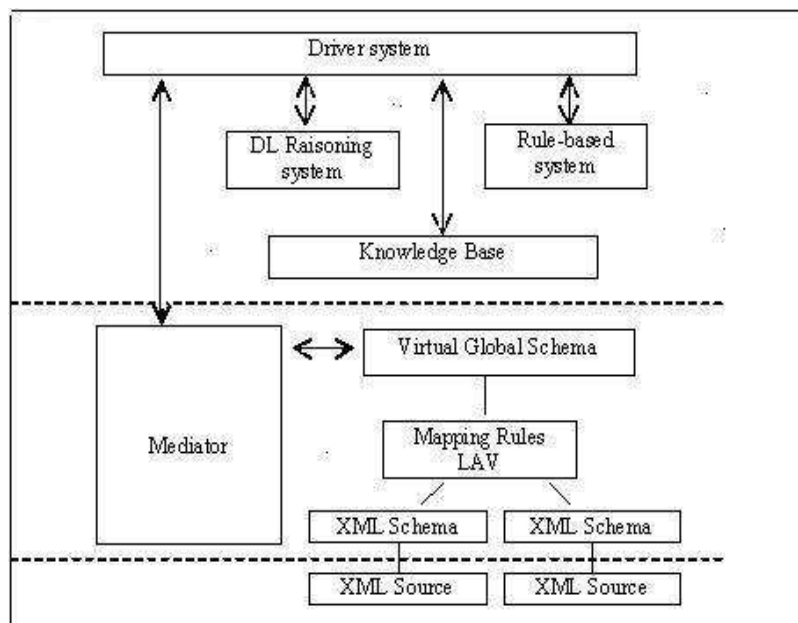 Driver system
DL Raisoning
system
Rule-based
system
Knowledge Base
Virtual Global Schema
Mediator
Mapping Rules
LAV
XML Schema
XML Schema
XML Source
XML Source